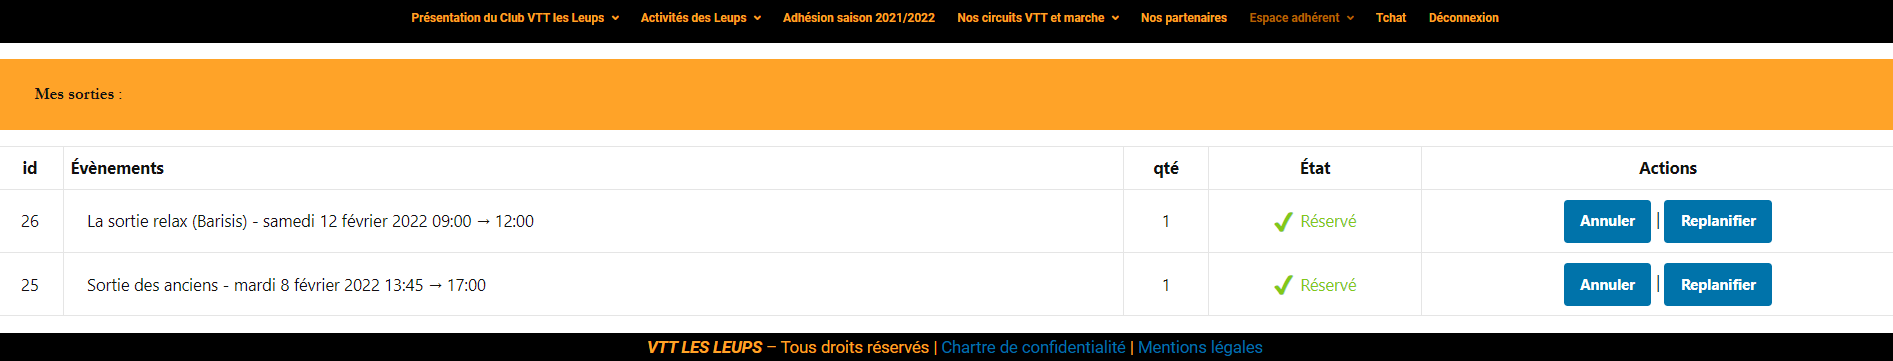 Présentation du Club VTT les Leups Activités des Leups Adhésion saison 2021/2022 Nos circuits VTT et marche Nos partenaires Espace adhérent Tchat Déconnexion
Mes sorties :
id Évènements qté État Actions
26 La sortie relax (Barisis) - samedi 12 février 2022 09:00 → 12:00 1 ✔ Réservé Annuler | Replanifier
25 Sortie des anciens - mardi 8 février 2022 13:45 → 17:00 1 ✔ Réservé Annuler | Replanifier
VTT LES LEUPS – Tous droits réservés | Chartre de confidentialité | Mentions légales